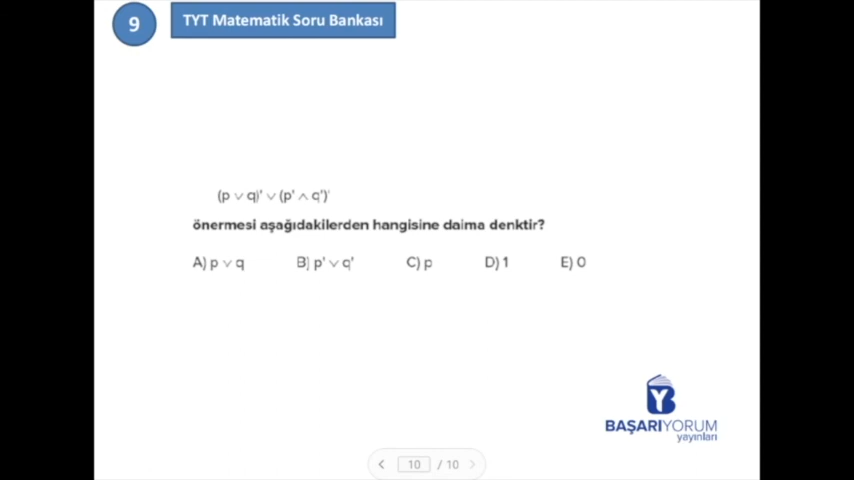 9
TYT Matematik Soru Bankası
(p ∨ q)' ∨ (p' ∧ q')'
önermesi aşağıdakilerden hangisine daima denktir?
A) p ∨ q B) p' ∨ q' C) p D) 1 E) 0
BAŞARIYORUM
yayınları
10 / 10